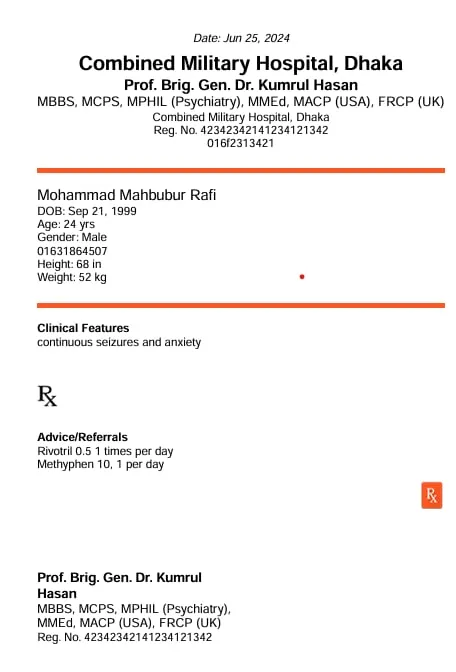 Date: Jun 25, 2024
Combined Military Hospital, Dhaka
Prof. Brig. Gen. Dr. Kumrul Hasan
MBBS, MCPS, MPHIL (Psychiatry), MMEd, MACP (USA), FRCP (UK)
Combined Military Hospital, Dhaka
Reg. No. 42342342141234121342
016f2313421
Mohammad Mahbubur Rafi
DOB: Sep 21, 1999
Age: 24 yrs
Gender: Male
01631864507
Height: 68 in
Weight: 52 kg
Clinical Features
continuous seizures and anxiety
Rx
Advice/Referrals
Rivotril 0.5 1 times per day
Methyphen 10, 1 per day
Rx
Prof. Brig. Gen. Dr. Kumrul
Hasan
MBBS, MCPS, MPHIL (Psychiatry),
MMEd, MACP (USA), FRCP (UK)
Reg. No. 42342342141234121342